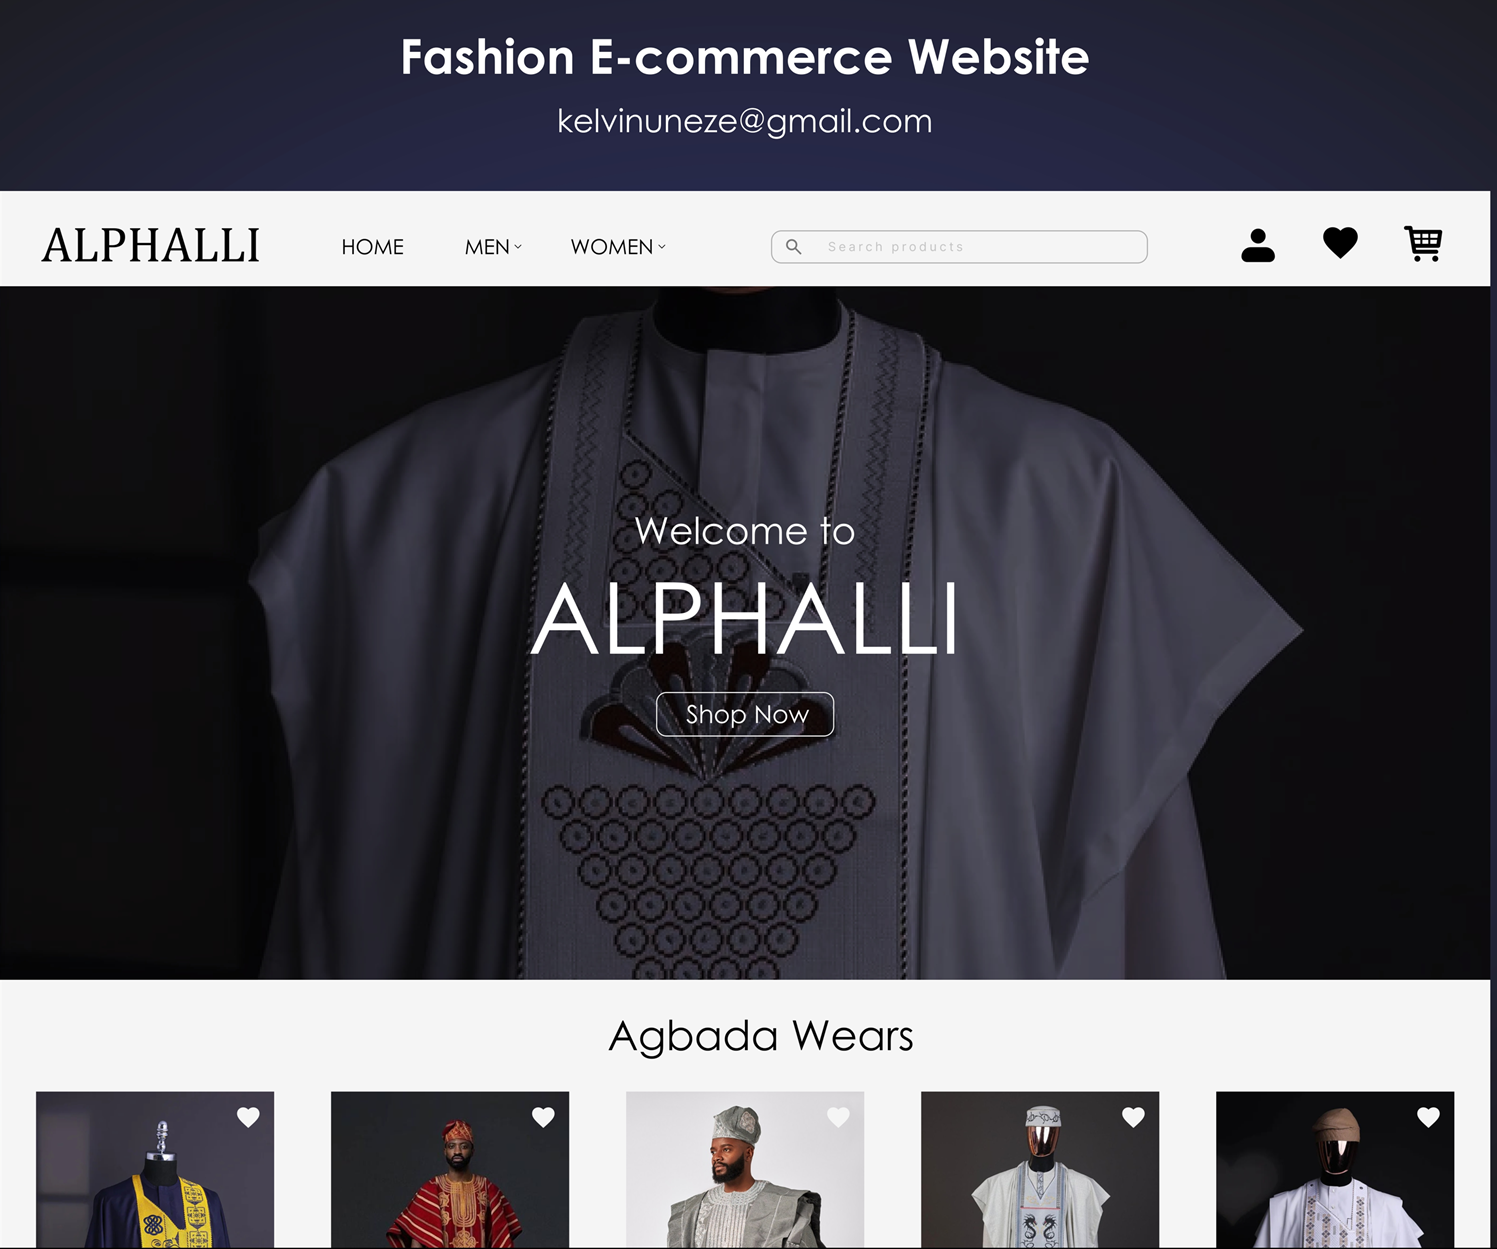 Fashion E-commerce Website
kelvinuneze@gmail.com
ALPHALLI
HOME
MEN
WOMEN
Search products
Welcome to
ALPHALLI
Shop Now
Agbada Wears